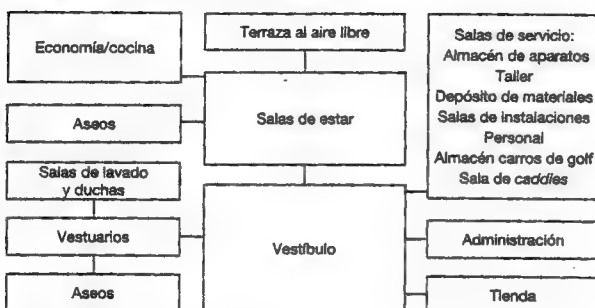 Economía/cocina
Terraza al aire libre
Salas de servicio:
Almacén de aparatos
Taller
Depósito de materiales
Salas de instalaciones
Personal
Almacén carros de golf
Sala de caddies
Aseos
Salas de estar
Salas de lavado
y duchas
Vestuarios
Vestíbulo
Administración
Aseos
Tienda